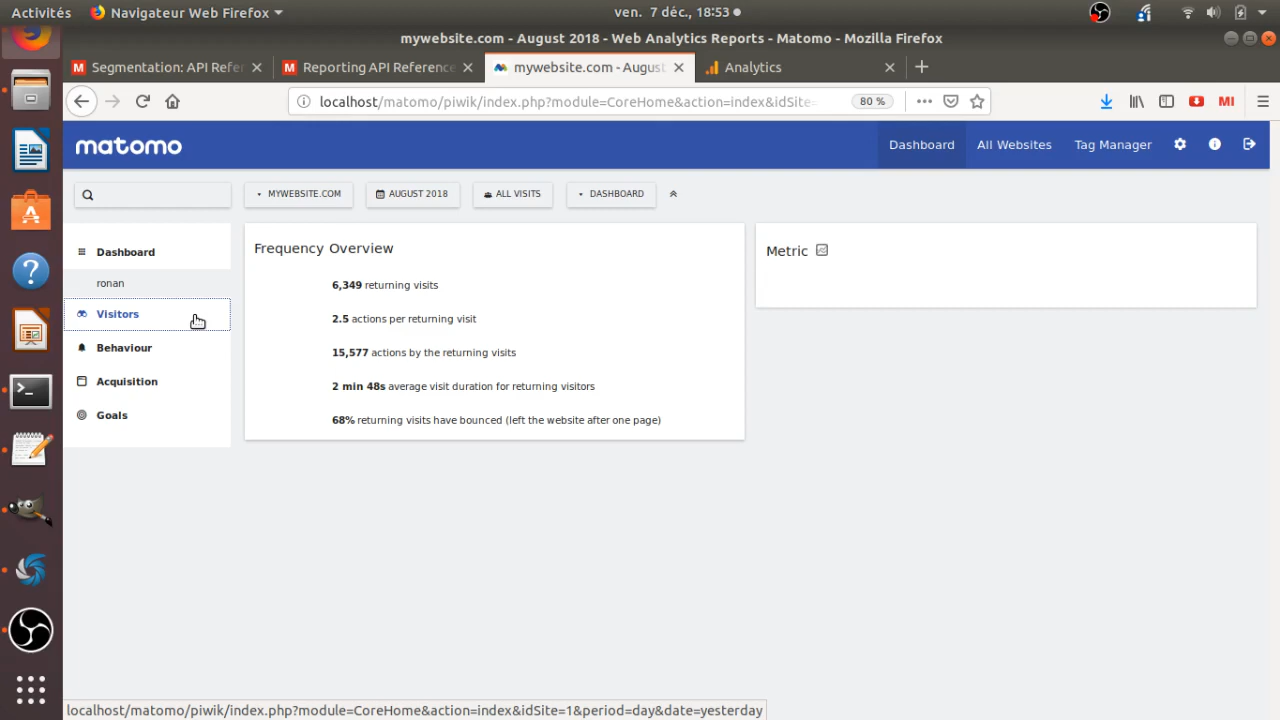 Activités
Navigateur Web Firefox
ven. 7 déc., 18:53
mywebsite.com - August 2018 - Web Analytics Reports - Matomo - Mozilla Firefox
Segmentation: API Refer
Reporting API Reference
mywebsite.com - August
Analytics
localhost/matomo/piwik/index.php?module=CoreHome&action=index&idSite=
80 %
MI
matomo
Dashboard
All Websites
Tag Manager
MYWEBSITE.COM
AUGUST 2018
ALL VISITS
DASHBOARD
Dashboard
ronan
Visitors
Behaviour
Acquisition
Goals
Frequency Overview
6,349 returning visits
2.5 actions per returning visit
15,577 actions by the returning visits
2 min 48s average visit duration for returning visitors
68% returning visits have bounced (left the website after one page)
Metric
localhost/matomo/piwik/index.php?module=CoreHome&action=index&idSite=1&period=day&date=yesterday